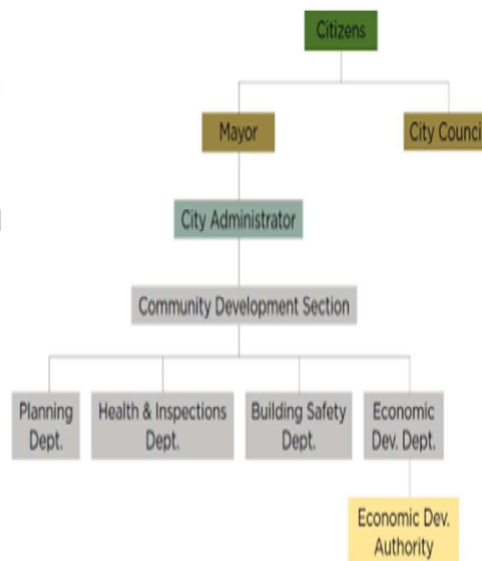 Citizens
Mayor
City Counci
City Administrator
Community Development Section
Planning
Dept.
Health & Inspections
Dept.
Building Safety
Dept.
Economic
Dev. Dept.
Economic Dev.
Authority